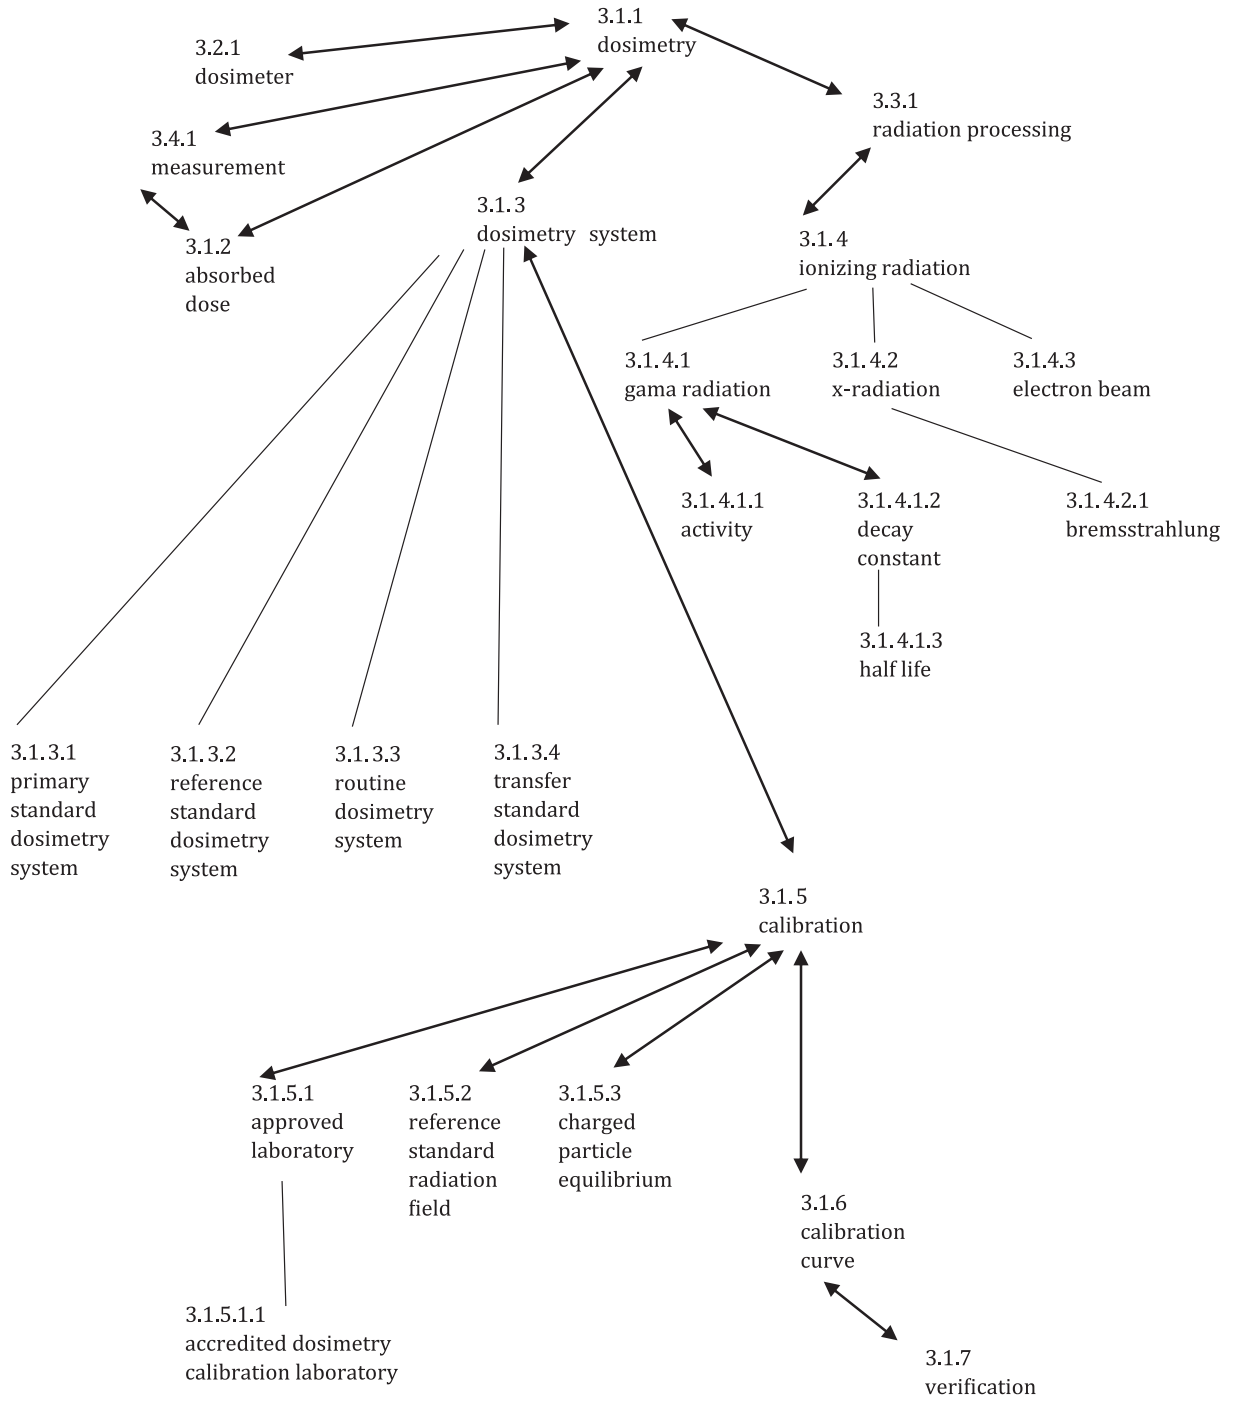 3.1.1
dosimetry
3.2.1
dosimeter
3.3.1
radiation processing
3.4.1
measurement
3.1.3
dosimetry system
3.1.4
ionizing radiation
3.1.2
absorbed
dose
3.1.4.1
gama radiation
3.1.4.2
x-radiation
3.1.4.3
electron beam
3.1.4.1.1
activity
3.1.4.1.2
decay
constant
3.1.4.2.1
bremsstrahlung
3.1.4.1.3
half life
3.1.3.1
primary
standard
dosimetry
system
3.1.3.2
reference
standard
dosimetry
system
3.1.3.3
routine
dosimetry
system
3.1.3.4
transfer
standard
dosimetry
system
3.1.5
calibration
3.1.5.1
approved
laboratory
3.1.5.2
reference
standard
radiation
field
3.1.5.3
charged
particle
equilibrium
3.1.6
calibration
curve
3.1.5.1.1
accredited dosimetry
calibration laboratory
3.1.7
verification